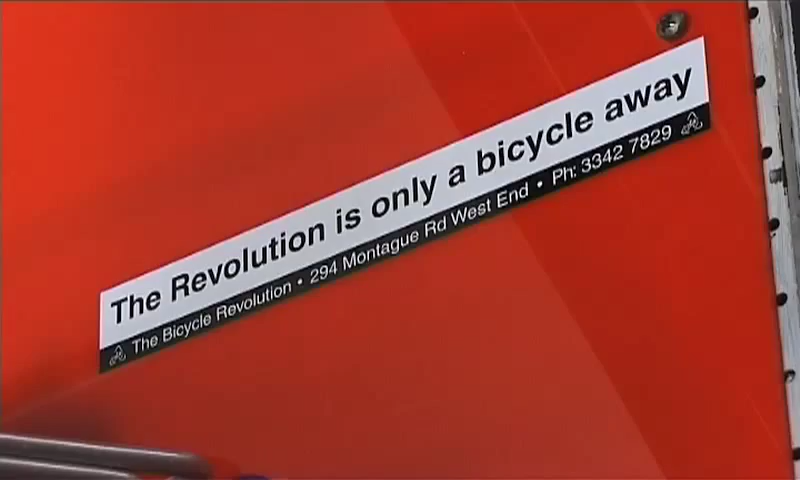 The Revolution is only a bicycle away
The Bicycle Revolution • 294 Montague Rd West End • Ph: 3342 7829